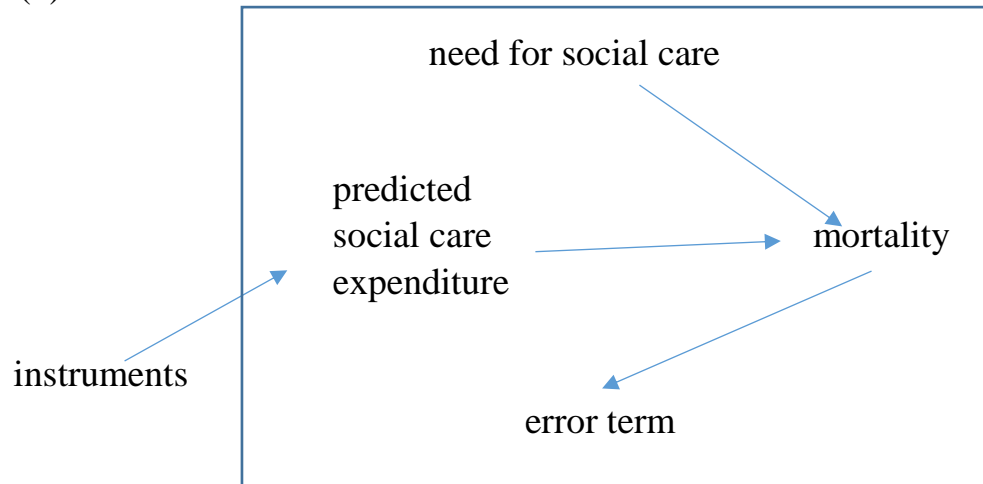 need for social care
predicted
social care
expenditure
mortality
instruments
error term